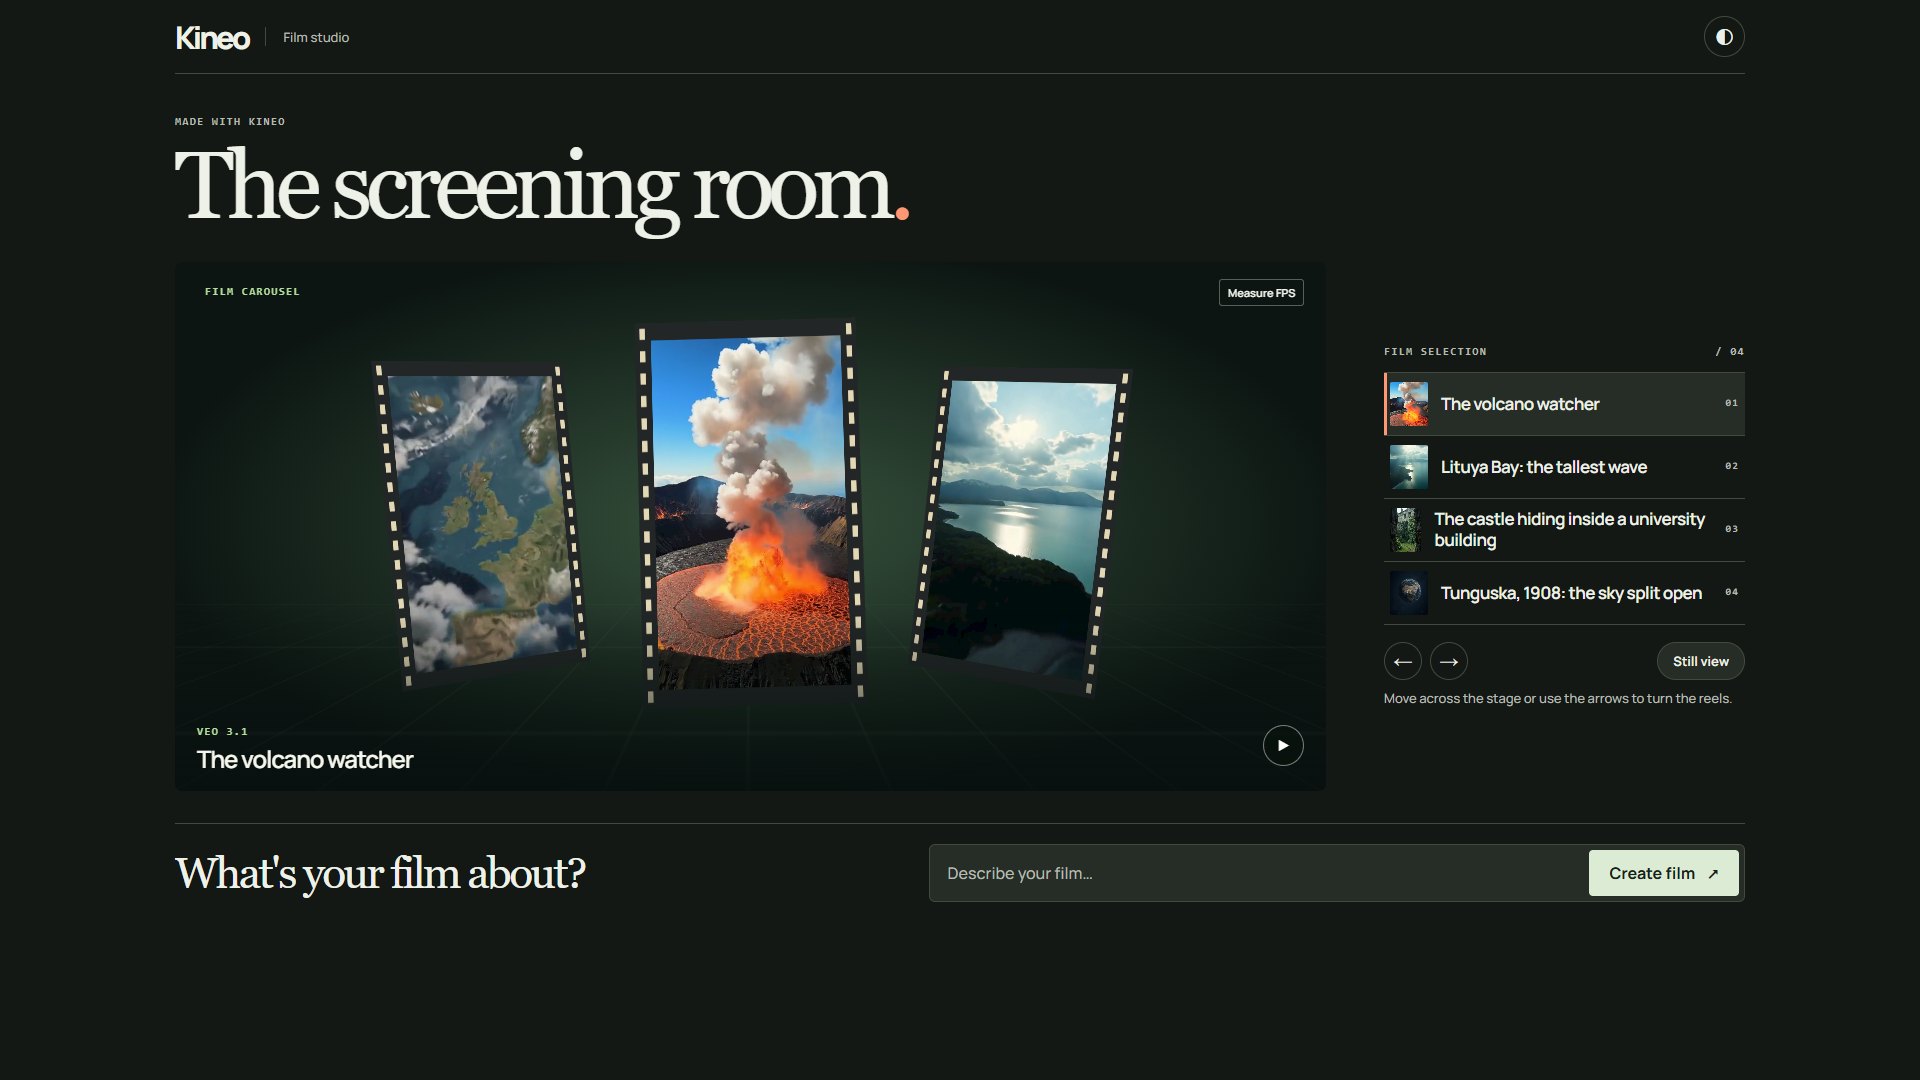 Kineo
Film studio
MADE WITH KINEO
The screening room.
FILM CAROUSEL
Measure FPS
VEO 3.1
The volcano watcher
FILM SELECTION
/ 04
The volcano watcher
01
Lituya Bay: the tallest wave
02
The castle hiding inside a university
building
03
Tunguska, 1908: the sky split open
04
← →
Still view
Move across the stage or use the arrows to turn the reels.
What's your film about?
Describe your film…
Create film ↗